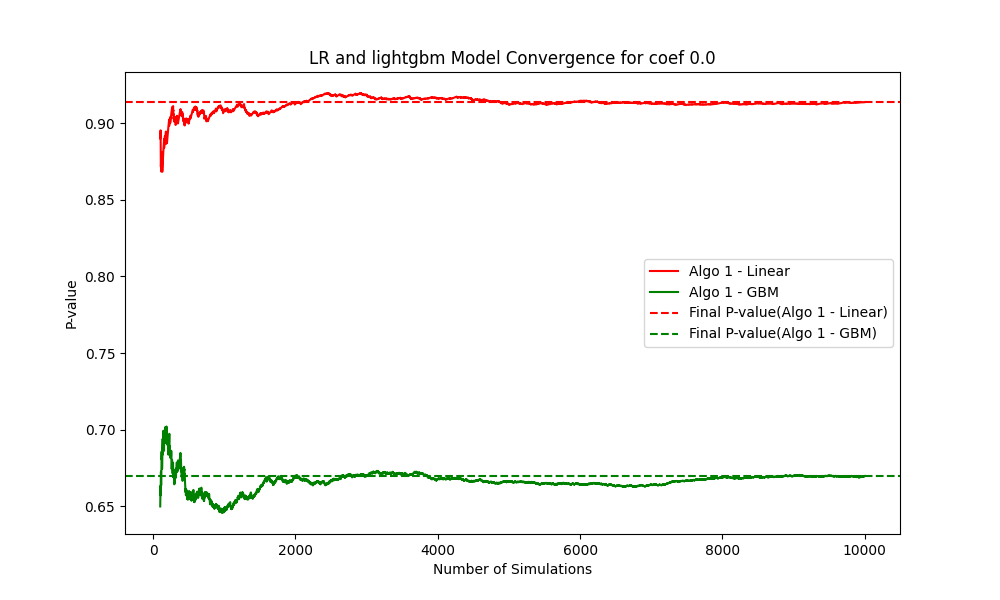 LR and lightgbm Model Convergence for coef 0.0
P-value
0.90
0.85
0.80
0.75
0.70
0.65
Algo 1 - Linear
Algo 1 - GBM
Final P-value(Algo 1 - Linear)
Final P-value(Algo 1 - GBM)
0 2000 4000 6000 8000 10000
Number of Simulations